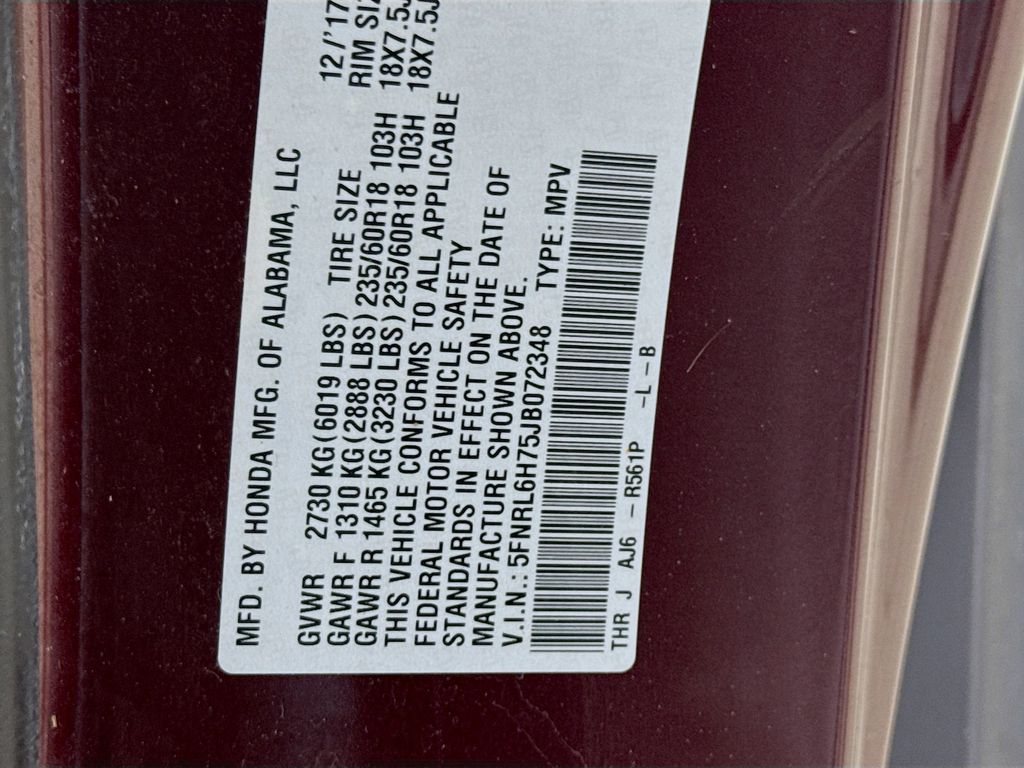 MFD. BY HONDA MFG. OF ALABAMA, LLC 12/'17
GVWR 2730 KG(6019 LBS) TIRE SIZE RIM SIZ
GAWR F 1310 KG(2888 LBS)235/60R18 103H 18X7.5J
GAWR R 1465 KG(3230 LBS)235/60R18 103H 18X7.5J
THIS VEHICLE CONFORMS TO ALL APPLICABLE
FEDERAL MOTOR VEHICLE SAFETY
STANDARDS IN EFFECT ON THE DATE OF
MANUFACTURE SHOWN ABOVE.
V.I.N.: 5FNRL6H75JB072348 TYPE: MPV
THR J AJ6 -R561P -L-B